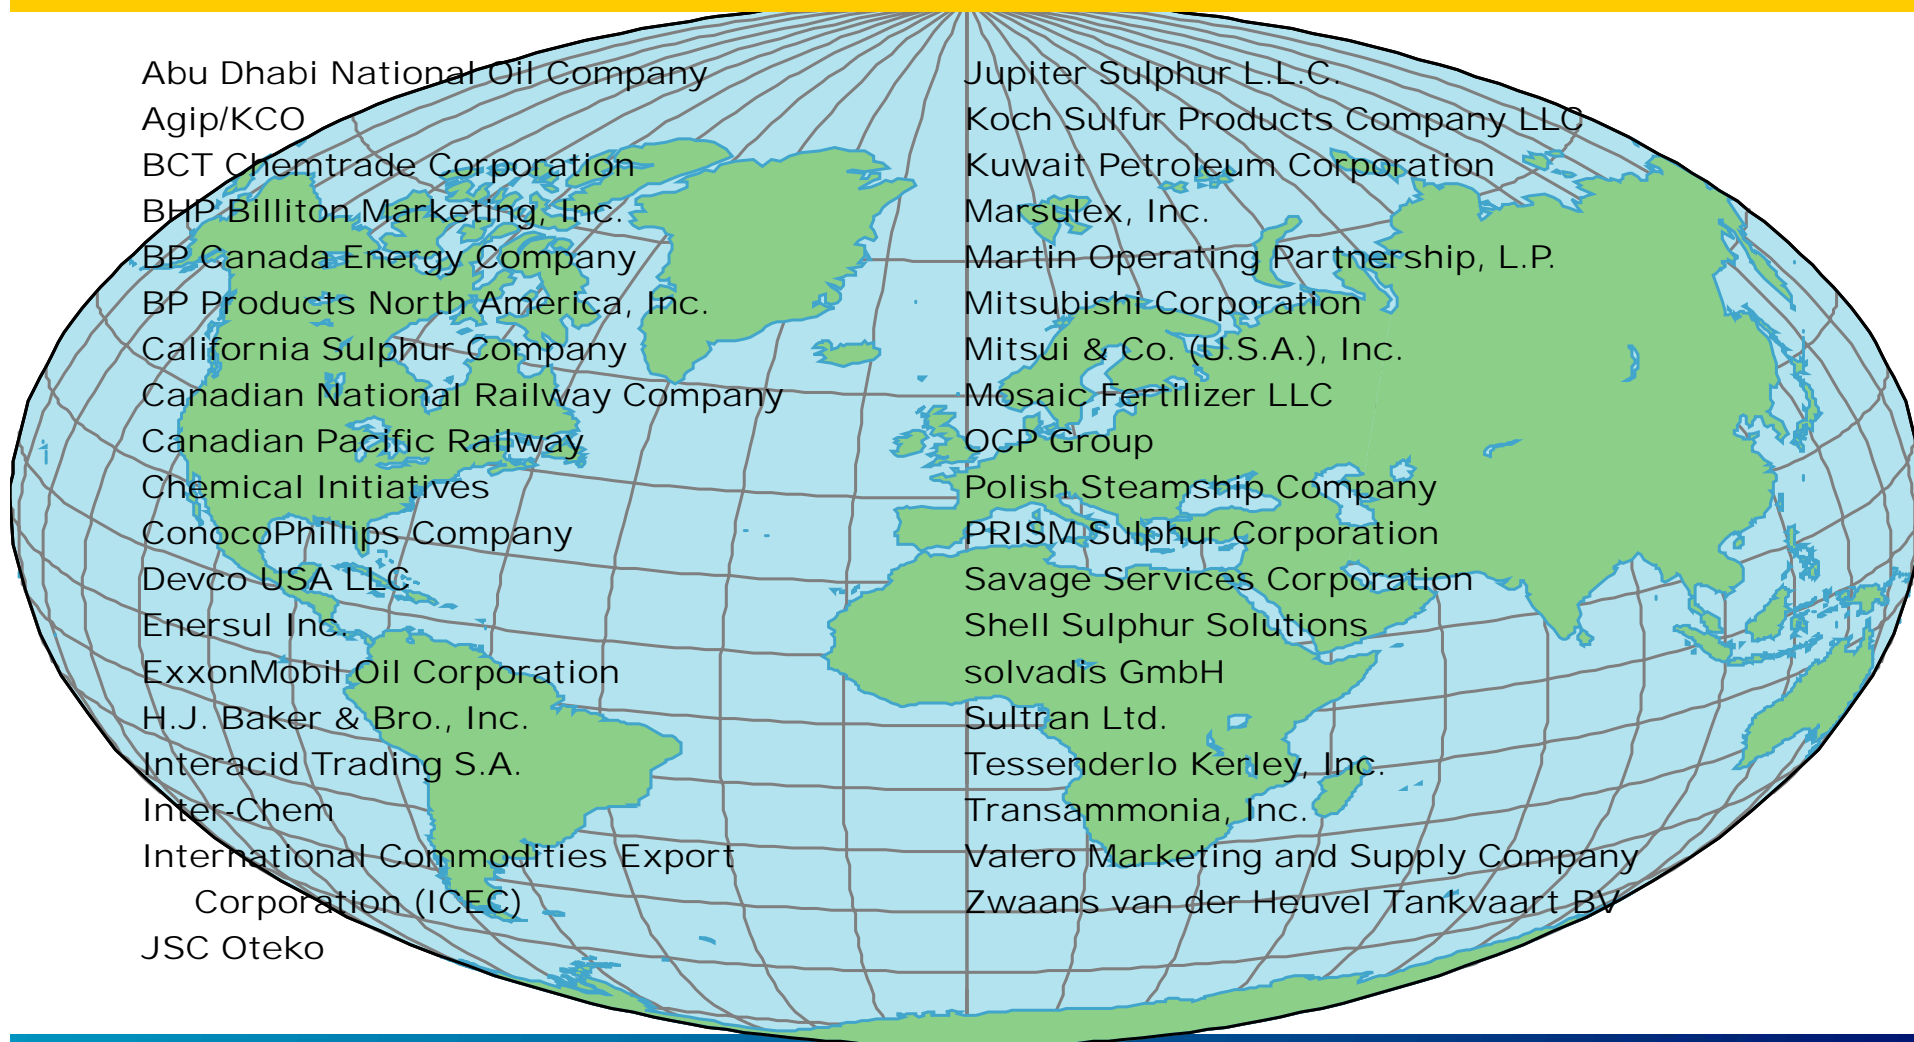 Abu Dhabi National Oil Company
Agip/KCO
BCT Chemtrade Corporation
BHP Billiton Marketing, Inc.
BP Canada Energy Company
BP Products North America, Inc.
California Sulphur Company
Canadian National Railway Company
Canadian Pacific Railway
Chemical Initiatives
ConocoPhillips Company
Devco USA LLC
Enersul Inc.
ExxonMobil Oil Corporation
H.J. Baker & Bro., Inc.
Interacid Trading S.A.
Inter-Chem
International Commodities Export
Corporation (ICEC)
JSC Oteko
Jupiter Sulphur L.L.C.
Koch Sulfur Products Company LLC
Kuwait Petroleum Corporation
Marsulex, Inc.
Martin Operating Partnership, L.P.
Mitsubishi Corporation
Mitsui & Co. (U.S.A.), Inc.
Mosaic Fertilizer LLC
OCP Group
Polish Steamship Company
PRISM Sulphur Corporation
Savage Services Corporation
Shell Sulphur Solutions
solvadis GmbH
Sultran Ltd.
Tessenderlo Kerley, Inc.
Transammonia, Inc.
Valero Marketing and Supply Company
Zwaans van der Heuvel Tankvaart BV